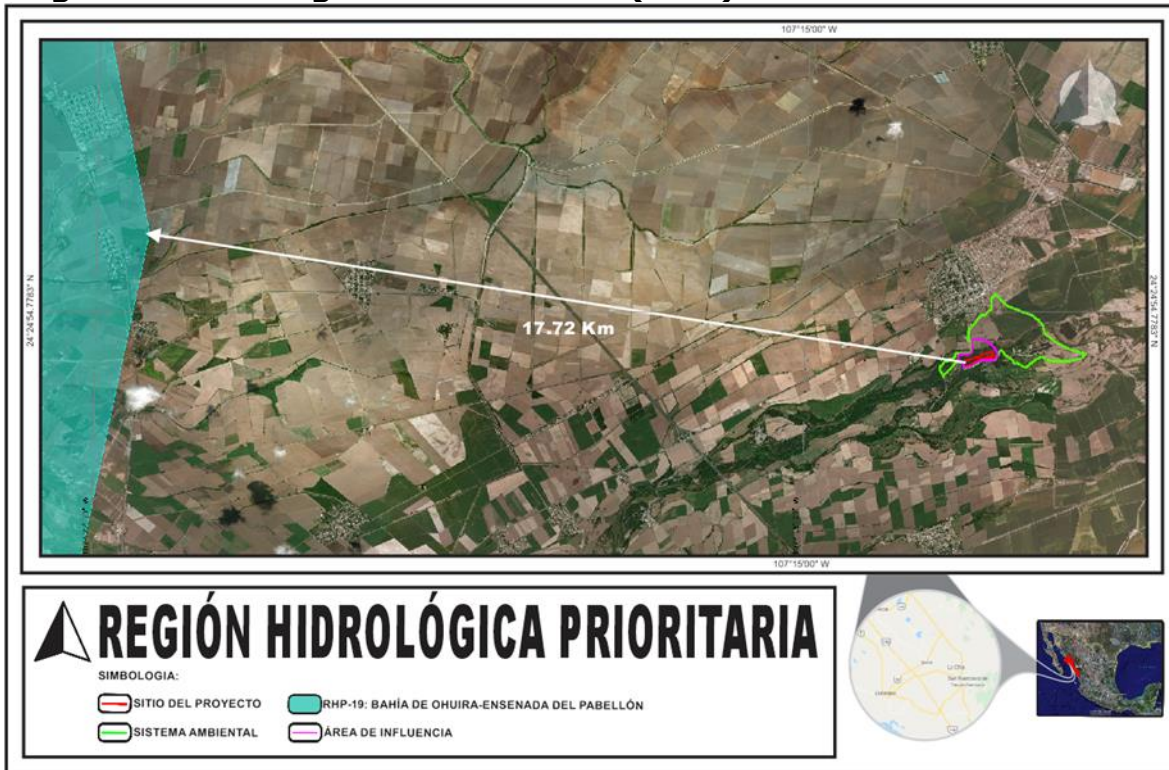 107°15'00" W
24°24'54.7783" N
24°24'54.7783" N
17.72 Km
107°15'00" W
REGIÓN HIDROLÓGICA PRIORITARIA
SIMBOLOGIA:
SITIO DEL PROYECTO
RHP-19: BAHÍA DE OHUIRA-ENSENADA DEL PABELLÓN
SISTEMA AMBIENTAL
ÁREA DE INFLUENCIA